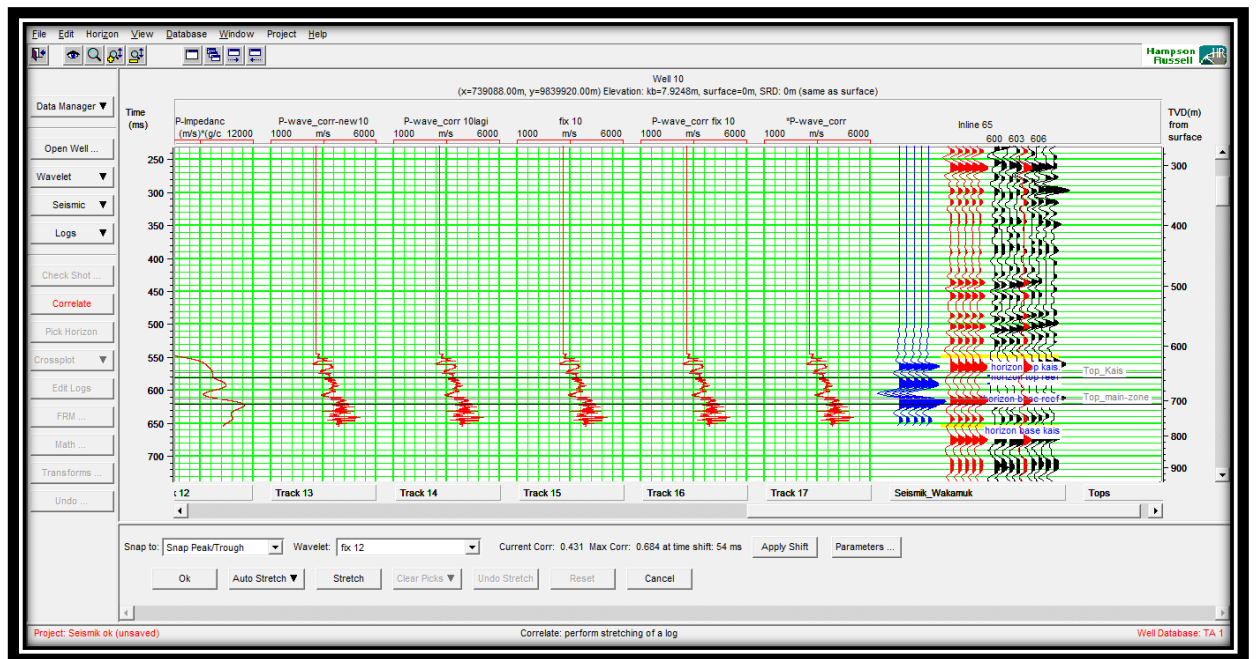 File Edit Horizon View Database Window Project Help
Hampson
Russell HR
Well 10
(x=739088.00m, y=9839920.00m) Elevation: kb=7.9248m, surface=0m, SRD: 0m (same as surface)
Data Manager
Open Well ...
Wavelet
Seismic
Logs
Check Shot ...
Correlate
Pick Horizon
Crossplot
Edit Logs
FRM ...
Math ...
Transforms ...
Undo ...
Time
(ms)
P-Impedanc P-wave_corr-new10 P-wave_corr 10lagi fix 10 P-wave_corr fix 10 *P-wave_corr Inline 65
(m/s)*(g/c 12000 1000 m/s 6000 1000 m/s 6000 1000 m/s 6000 1000 m/s 6000 1000 m/s 6000 600 603 606
TVD(m)
from
surface
250
300
350
400
450
500
550
600
650
700
300
400
500
600
700
800
900
horizon top kais
horizon top reef
horizon base reef
horizon base kais
Top_Kais
Top_main-zone
k 12 Track 13 Track 14 Track 15 Track 16 Track 17 Seismik_Wakamuk Tops
Snap to: Snap Peak/Trough Wavelet: fix 12 Current Corr: 0.431 Max Corr: 0.684 at time shift: 54 ms Apply Shift Parameters ...
Ok Auto Stretch Stretch Clear Picks Undo Stretch Reset Cancel
Project: Seismik ok (unsaved) Correlate: perform stretching of a log Well Database: TA 1